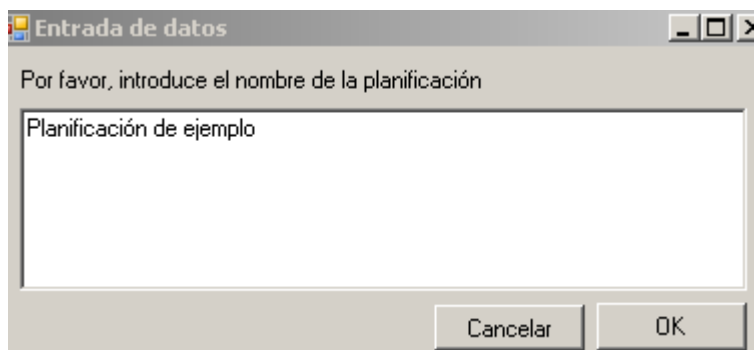 Entrada de datos
Por favor, introduce el nombre de la planificación
Planificación de ejemplo
Cancelar
OK